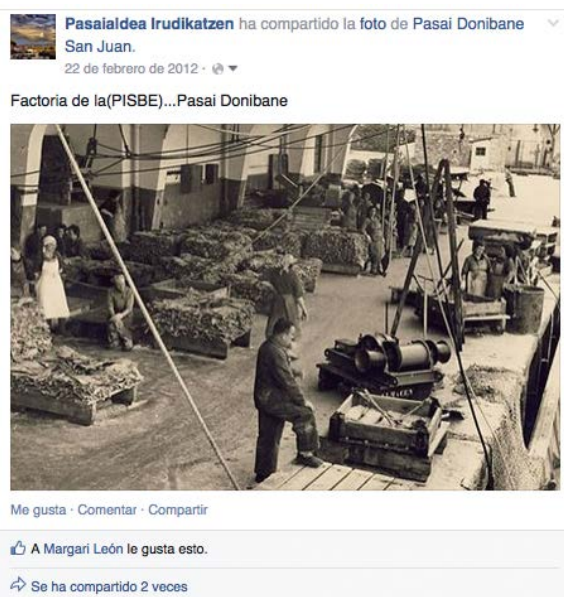 Pasaialdea Irudikatzen ha compartido la foto de Pasai Donibane
San Juan.
22 de febrero de 2012 ·
Factoria de la(PISBE)...Pasai Donibane
Me gusta · Comentar · Compartir
A Margari León le gusta esto.
Se ha compartido 2 veces